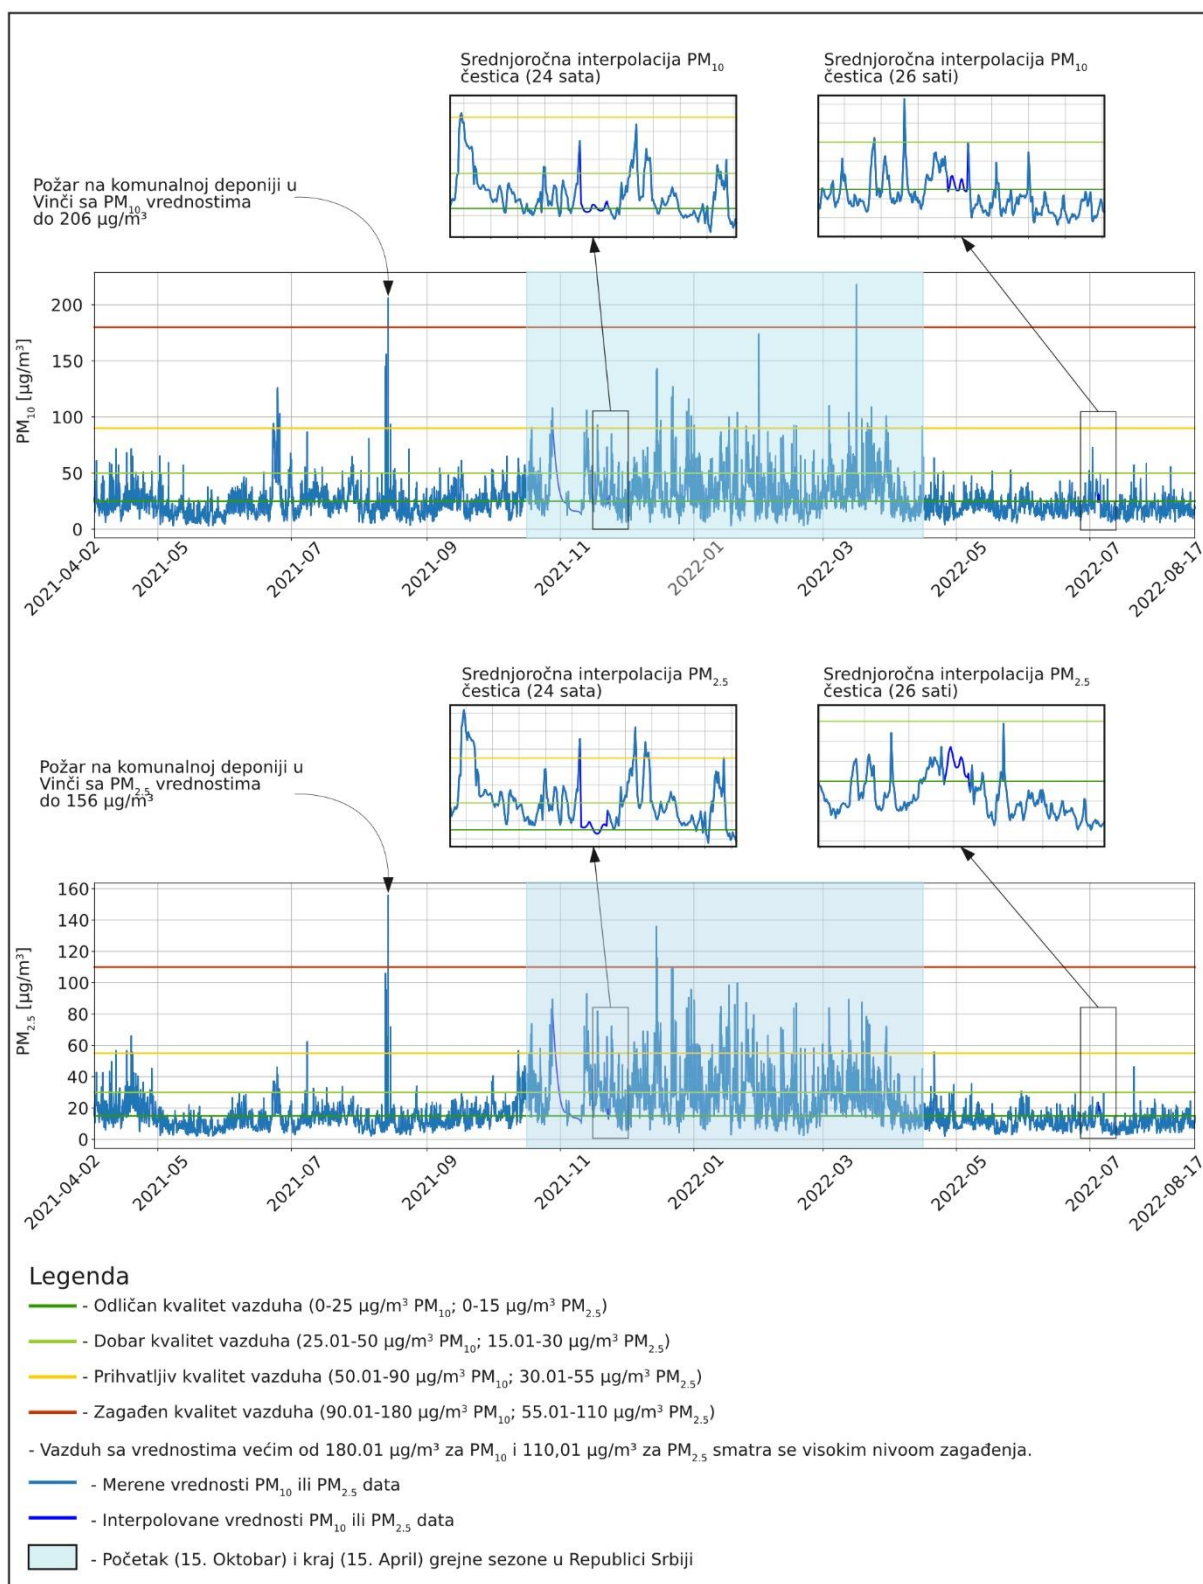 Srednjoročna interpolacija PM₁₀
čestica (24 sata)
Srednjoročna interpolacija PM₁₀
čestica (26 sati)
Požar na komunalnoj deponiji u
Vinči sa PM₁₀ vrednostima
do 206 µg/m³
PM₁₀ [µg/m³]
200
150
100
50
0
2021-04-02
2021-05
2021-07
2021-09
2021-11
2022-01
2022-03
2022-05
2022-07
2022-08-17
Srednjoročna interpolacija PM₂.₅
čestica (24 sata)
Srednjoročna interpolacija PM₂.₅
čestica (26 sati)
Požar na komunalnoj deponiji u
Vinči sa PM₂.₅ vrednostima
do 156 µg/m³
PM₂.₅ [µg/m³]
160
140
120
100
80
60
40
20
0
2021-04-02
2021-05
2021-07
2021-09
2021-11
2022-01
2022-03
2022-05
2022-07
2022-08-17
Legenda
- Odličan kvalitet vazduha (0-25 µg/m³ PM₁₀; 0-15 µg/m³ PM₂.₅)
- Dobar kvalitet vazduha (25.01-50 µg/m³ PM₁₀; 15.01-30 µg/m³ PM₂.₅)
- Prihvatljiv kvalitet vazduha (50.01-90 µg/m³ PM₁₀; 30.01-55 µg/m³ PM₂.₅)
- Zagađen kvalitet vazduha (90.01-180 µg/m³ PM₁₀; 55.01-110 µg/m³ PM₂.₅)
- Vazduh sa vrednostima većim od 180.01 µg/m³ za PM₁₀ i 110,01 µg/m³ za PM₂.₅ smatra se visokim nivoom zagađenja.
- Merene vrednosti PM₁₀ ili PM₂.₅ data
- Interpolovane vrednosti PM₁₀ ili PM₂.₅ data
- Početak (15. Oktobar) i kraj (15. April) grejne sezone u Republici Srbiji